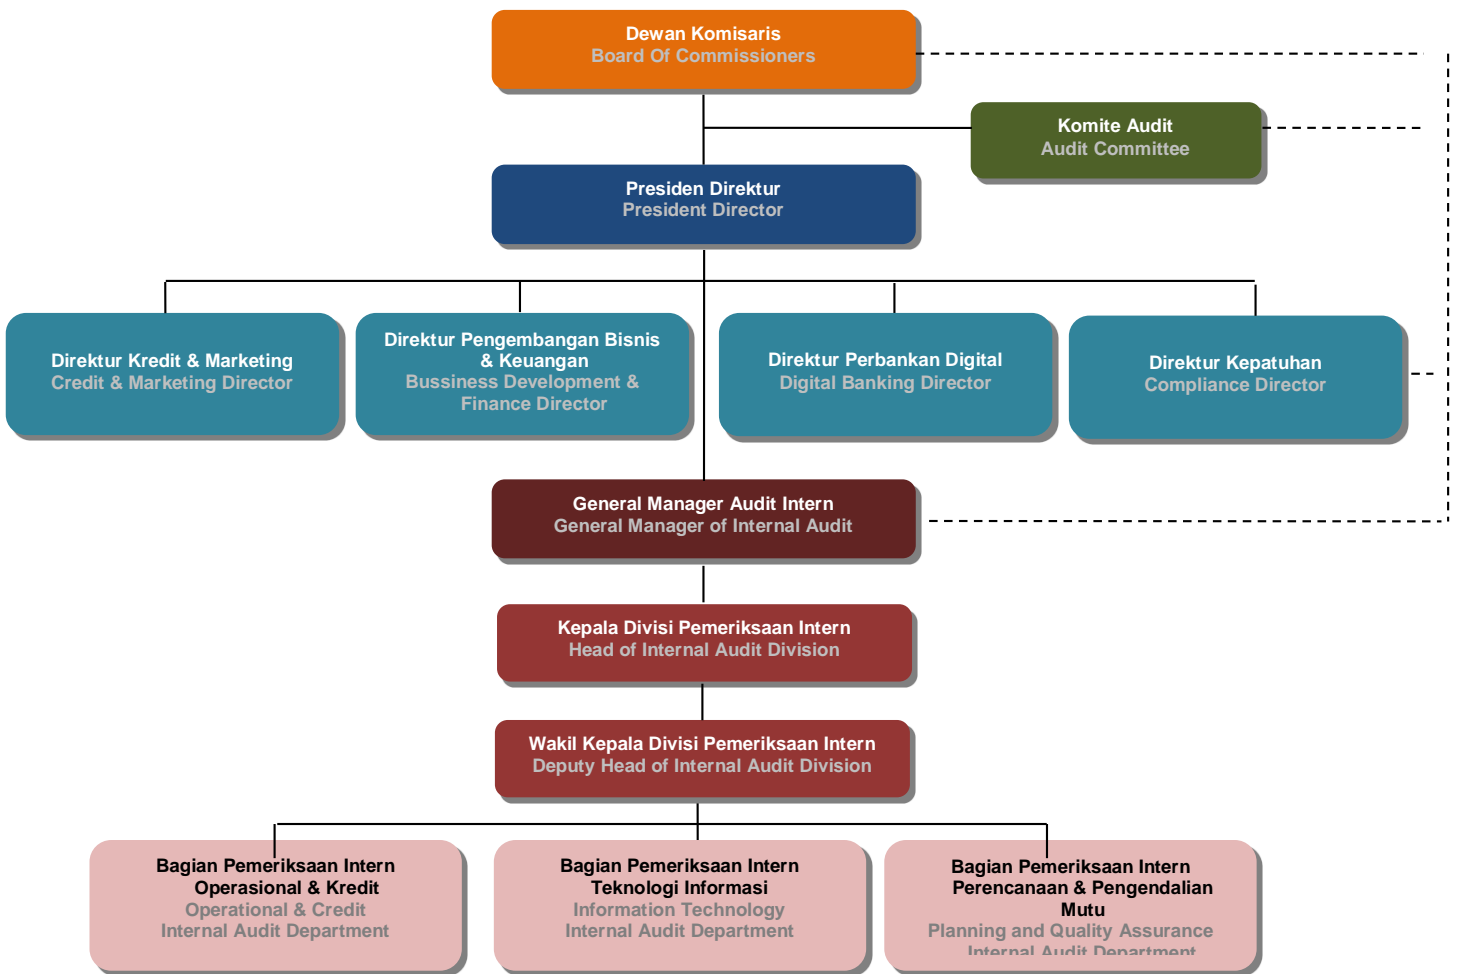 Dewan Komisaris
Board Of Commissioners
Komite Audit
Audit Committee
Presiden Direktur
President Director
Direktur Kredit & Marketing
Credit & Marketing Director
Direktur Pengembangan Bisnis
& Keuangan
Bussiness Development &
Finance Director
Direktur Perbankan Digital
Digital Banking Director
Direktur Kepatuhan
Compliance Director
General Manager Audit Intern
General Manager of Internal Audit
Kepala Divisi Pemeriksaan Intern
Head of Internal Audit Division
Wakil Kepala Divisi Pemeriksaan Intern
Deputy Head of Internal Audit Division
Bagian Pemeriksaan Intern
Operasional & Kredit
Operational & Credit
Internal Audit Department
Bagian Pemeriksaan Intern
Teknologi Informasi
Information Technology
Internal Audit Department
Bagian Pemeriksaan Intern
Perencanaan & Pengendalian
Mutu
Planning and Quality Assurance
Internal Audit Department